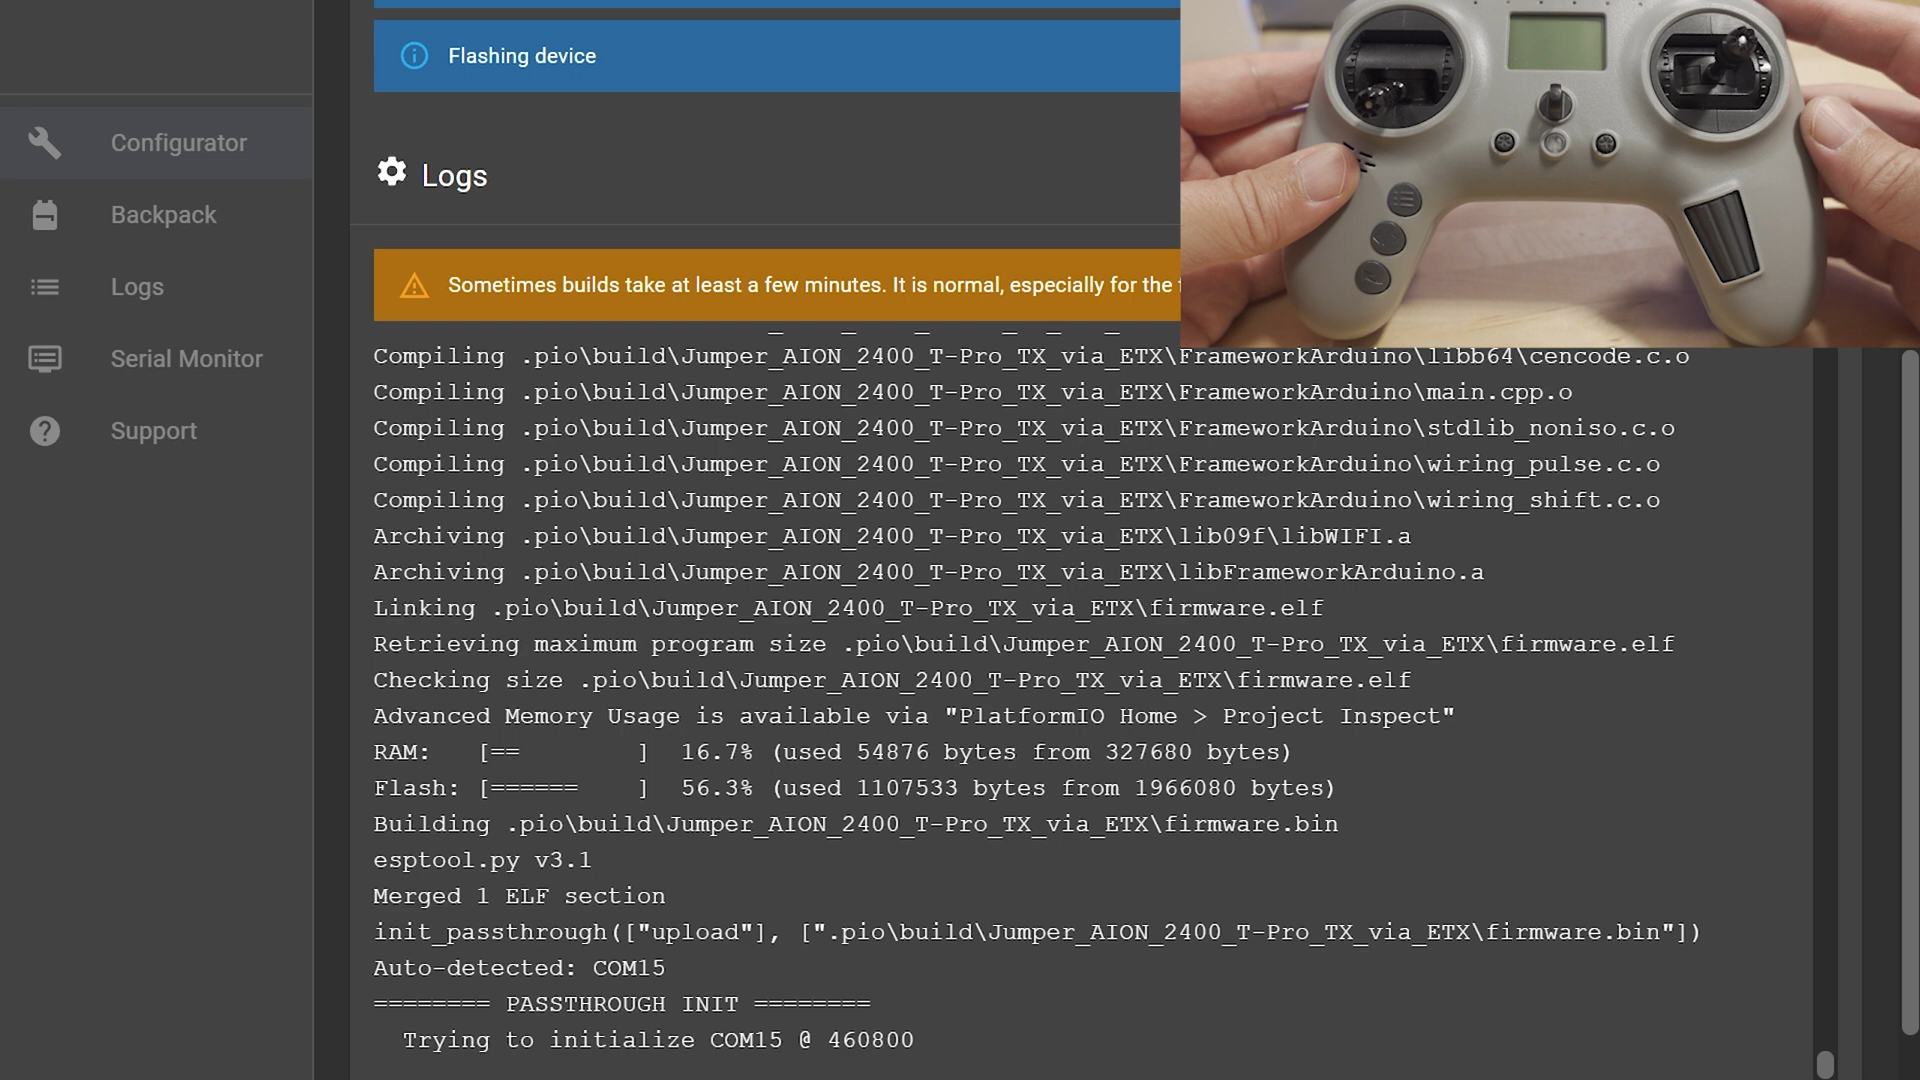 Flashing device
Configurator
Backpack
Logs
Serial Monitor
Support
Logs
Sometimes builds take at least a few minutes. It is normal, especially for the
Compiling .pio\build\Jumper_AION_2400_T-Pro_TX_via_ETX\FrameworkArduino\libb64\cencode.c.o
Compiling .pio\build\Jumper_AION_2400_T-Pro_TX_via_ETX\FrameworkArduino\main.cpp.o
Compiling .pio\build\Jumper_AION_2400_T-Pro_TX_via_ETX\FrameworkArduino\stdlib_noniso.c.o
Compiling .pio\build\Jumper_AION_2400_T-Pro_TX_via_ETX\FrameworkArduino\wiring_pulse.c.o
Compiling .pio\build\Jumper_AION_2400_T-Pro_TX_via_ETX\FrameworkArduino\wiring_shift.c.o
Archiving .pio\build\Jumper_AION_2400_T-Pro_TX_via_ETX\lib09f\libWIFI.a
Archiving .pio\build\Jumper_AION_2400_T-Pro_TX_via_ETX\libFrameworkArduino.a
Linking .pio\build\Jumper_AION_2400_T-Pro_TX_via_ETX\firmware.elf
Retrieving maximum program size .pio\build\Jumper_AION_2400_T-Pro_TX_via_ETX\firmware.elf
Checking size .pio\build\Jumper_AION_2400_T-Pro_TX_via_ETX\firmware.elf
Advanced Memory Usage is available via "PlatformIO Home > Project Inspect"
RAM:   [==        ]  16.7% (used 54876 bytes from 327680 bytes)
Flash: [======    ]  56.3% (used 1107533 bytes from 1966080 bytes)
Building .pio\build\Jumper_AION_2400_T-Pro_TX_via_ETX\firmware.bin
esptool.py v3.1
Merged 1 ELF section
init_passthrough(["upload"], [".pio\build\Jumper_AION_2400_T-Pro_TX_via_ETX\firmware.bin"])
Auto-detected: COM15
======== PASSTHROUGH INIT ========
  Trying to initialize COM15 @ 460800